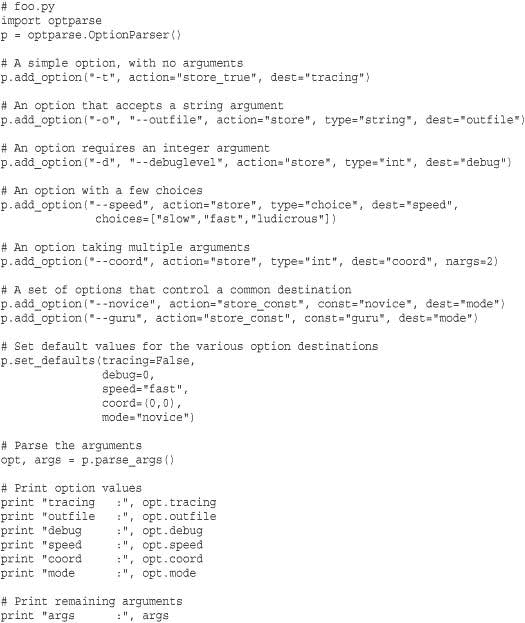 # foo.py
import optparse
p = optparse.OptionParser()

# A simple option, with no arguments
p.add_option("-t", action="store_true", dest="tracing")

# An option that accepts a string argument
p.add_option("-o", "--outfile", action="store", type="string", dest="outfile")

# An option requires an integer argument
p.add_option("-d", "--debuglevel", action="store", type="int", dest="debug")

# An option with a few choices
p.add_option("--speed", action="store", type="choice", dest="speed",
             choices=["slow","fast","ludicrous"])

# An option taking multiple arguments
p.add_option("--coord", action="store", type="int", dest="coord", nargs=2)

# A set of options that control a common destination
p.add_option("--novice", action="store_const", const="novice", dest="mode")
p.add_option("--guru", action="store_const", const="guru", dest="mode")

# Set default values for the various option destinations
p.set_defaults(tracing=False,
               debug=0,
               speed="fast",
               coord=(0,0),
               mode="novice")

# Parse the arguments
opt, args = p.parse_args()

# Print option values
print "tracing   :", opt.tracing
print "outfile   :", opt.outfile
print "debug     :", opt.debug
print "speed     :", opt.speed
print "coord     :", opt.coord
print "mode      :", opt.mode

# Print remaining arguments
print "args      :", args